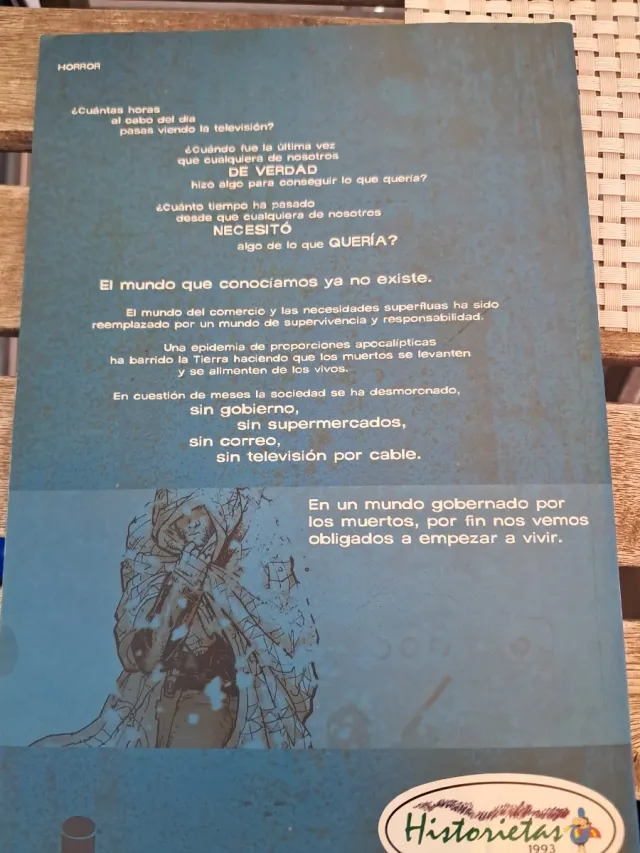 HORROR
¿Cuántas horas
al cabo del día
pasas viendo la televisión?
¿Cuándo fue la última vez
que cualquiera de nosotros
DE VERDAD
hizo algo para conseguir lo que quería?
¿Cuánto tiempo ha pasado
desde que cualquiera de nosotros
NECESITÓ
algo de lo que QUERÍA?
El mundo que conocíamos ya no existe.
El mundo del comercio y las necesidades superfluas ha sido
reemplazado por un mundo de supervivencia y responsabilidad.
Una epidemia de proporciones apocalípticas
ha barrido la Tierra haciendo que los muertos se levanten
y se alimenten de los vivos.
En cuestión de meses la sociedad se ha desmoronado,
sin gobierno,
sin supermercados,
sin correo,
sin televisión por cable.
En un mundo gobernado por
los muertos, por fin nos vemos
obligados a empezar a vivir.
Historietas
1993